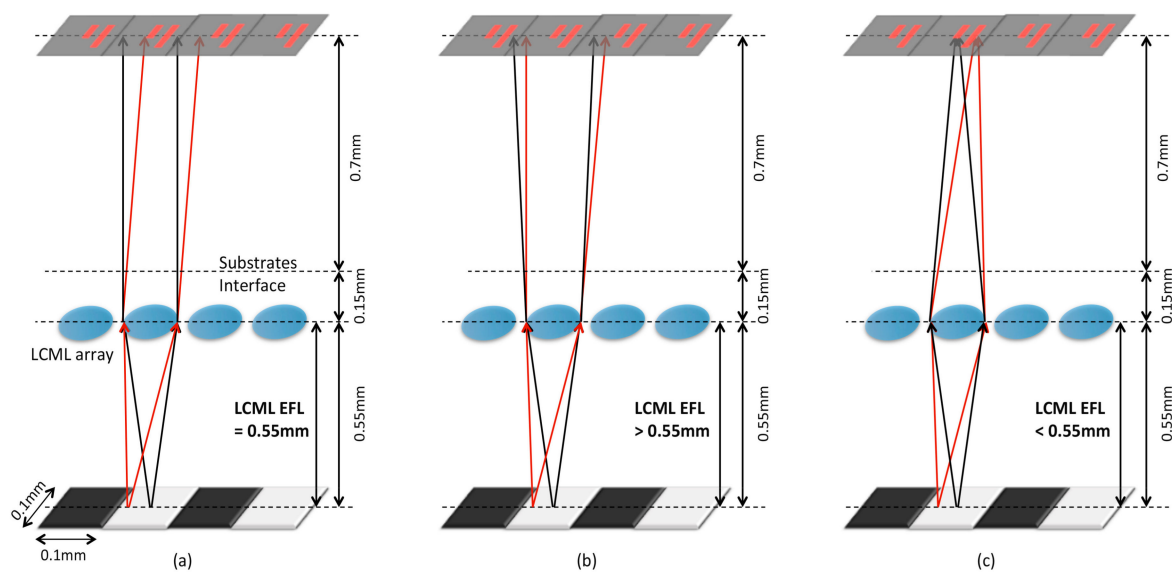 0.7mm
Substrates
Interface
0.15mm
LCML array
LCML EFL
= 0.55mm
0.55mm
0.1mm
0.1mm
(a)
0.7mm
0.15mm
LCML EFL
> 0.55mm
0.55mm
(b)
0.7mm
0.15mm
LCML EFL
< 0.55mm
0.55mm
(c)